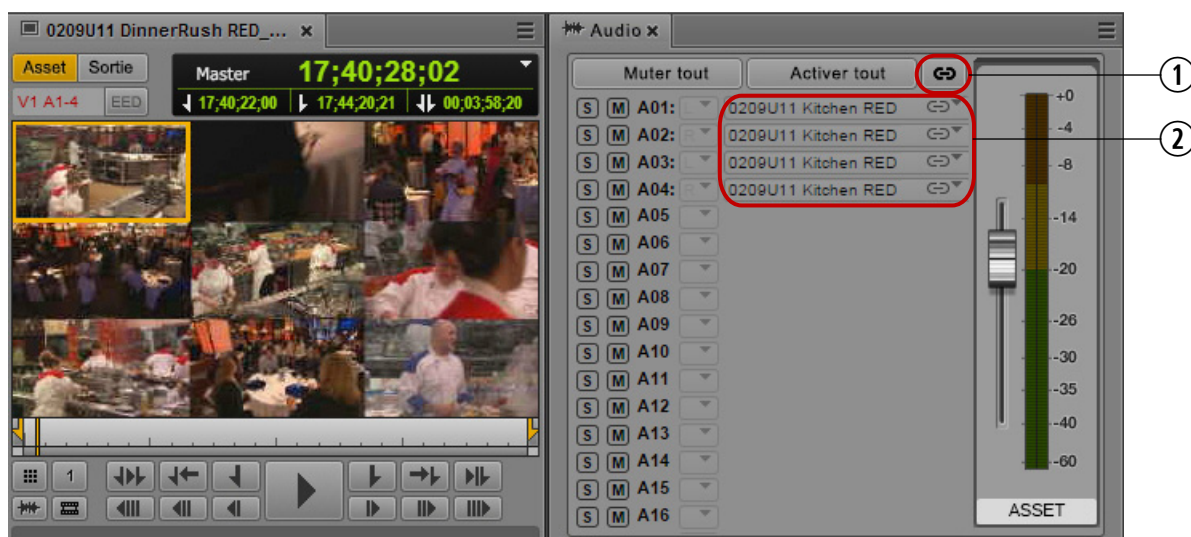 0209U11 DinnerRush RED_...
Asset Sortie
Master 17;40;28;02
V1 A1-4 EED
17;40;22;00 17;44;20;21 00;03;58;20
1
Audio
Muter tout Activer tout
1
S M A01: L 0209U11 Kitchen RED
S M A02: R 0209U11 Kitchen RED
2
S M A03: L 0209U11 Kitchen RED
S M A04: R 0209U11 Kitchen RED
S M A05
S M A06
S M A07
S M A08
S M A09
S M A10
S M A11
S M A12
S M A13
S M A14
S M A15
S M A16
+0
-4
-8
-14
-20
-26
-30
-35
-40
-60
ASSET